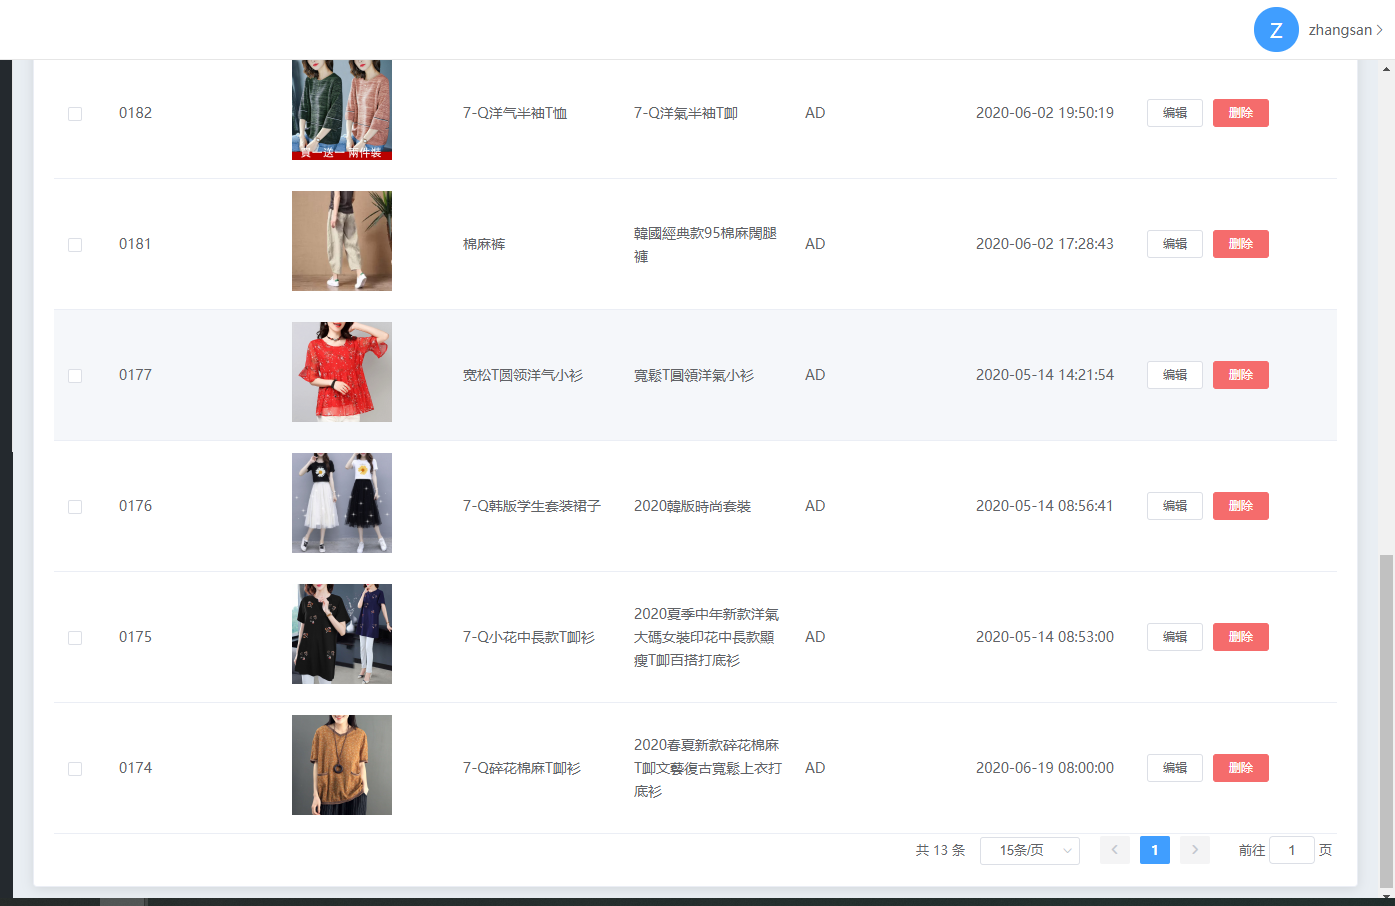 Z zhangsan
0182 7-Q洋气半袖T恤 7-Q洋氣半袖T卹 AD 2020-06-02 19:50:19 编辑 删除
買一送一 兩件裝
0181 棉麻裤 韓國經典款95棉麻闊腿
褲 AD 2020-06-02 17:28:43 编辑 删除
0177 宽松T圆领洋气小衫 寬鬆T圓領洋氣小衫 AD 2020-05-14 14:21:54 编辑 删除
0176 7-Q韩版学生套装裙子 2020韓版時尚套裝 AD 2020-05-14 08:56:41 编辑 删除
0175 7-Q小花中長款T卹衫 2020夏季中年新款洋氣
大碼女裝印花中長款顯
瘦T卹百搭打底衫 AD 2020-05-14 08:53:00 编辑 删除
0174 7-Q碎花棉麻T卹衫 2020春夏新款碎花棉麻
T卹文藝復古寬鬆上衣打
底衫 AD 2020-06-19 08:00:00 编辑 删除
共 13 条 15条/页 1 前往 1 页